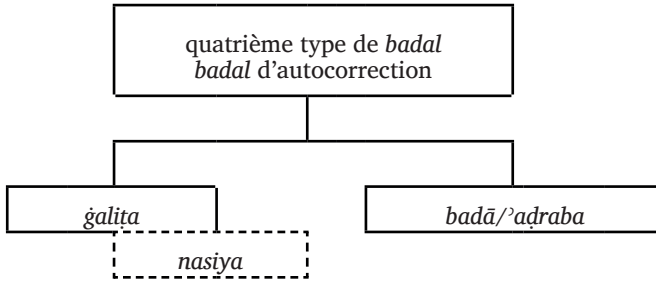 quatrième type de badal
badal d’autocorrection
ġaliṭa
badā/ʾaḍraba
nasiya